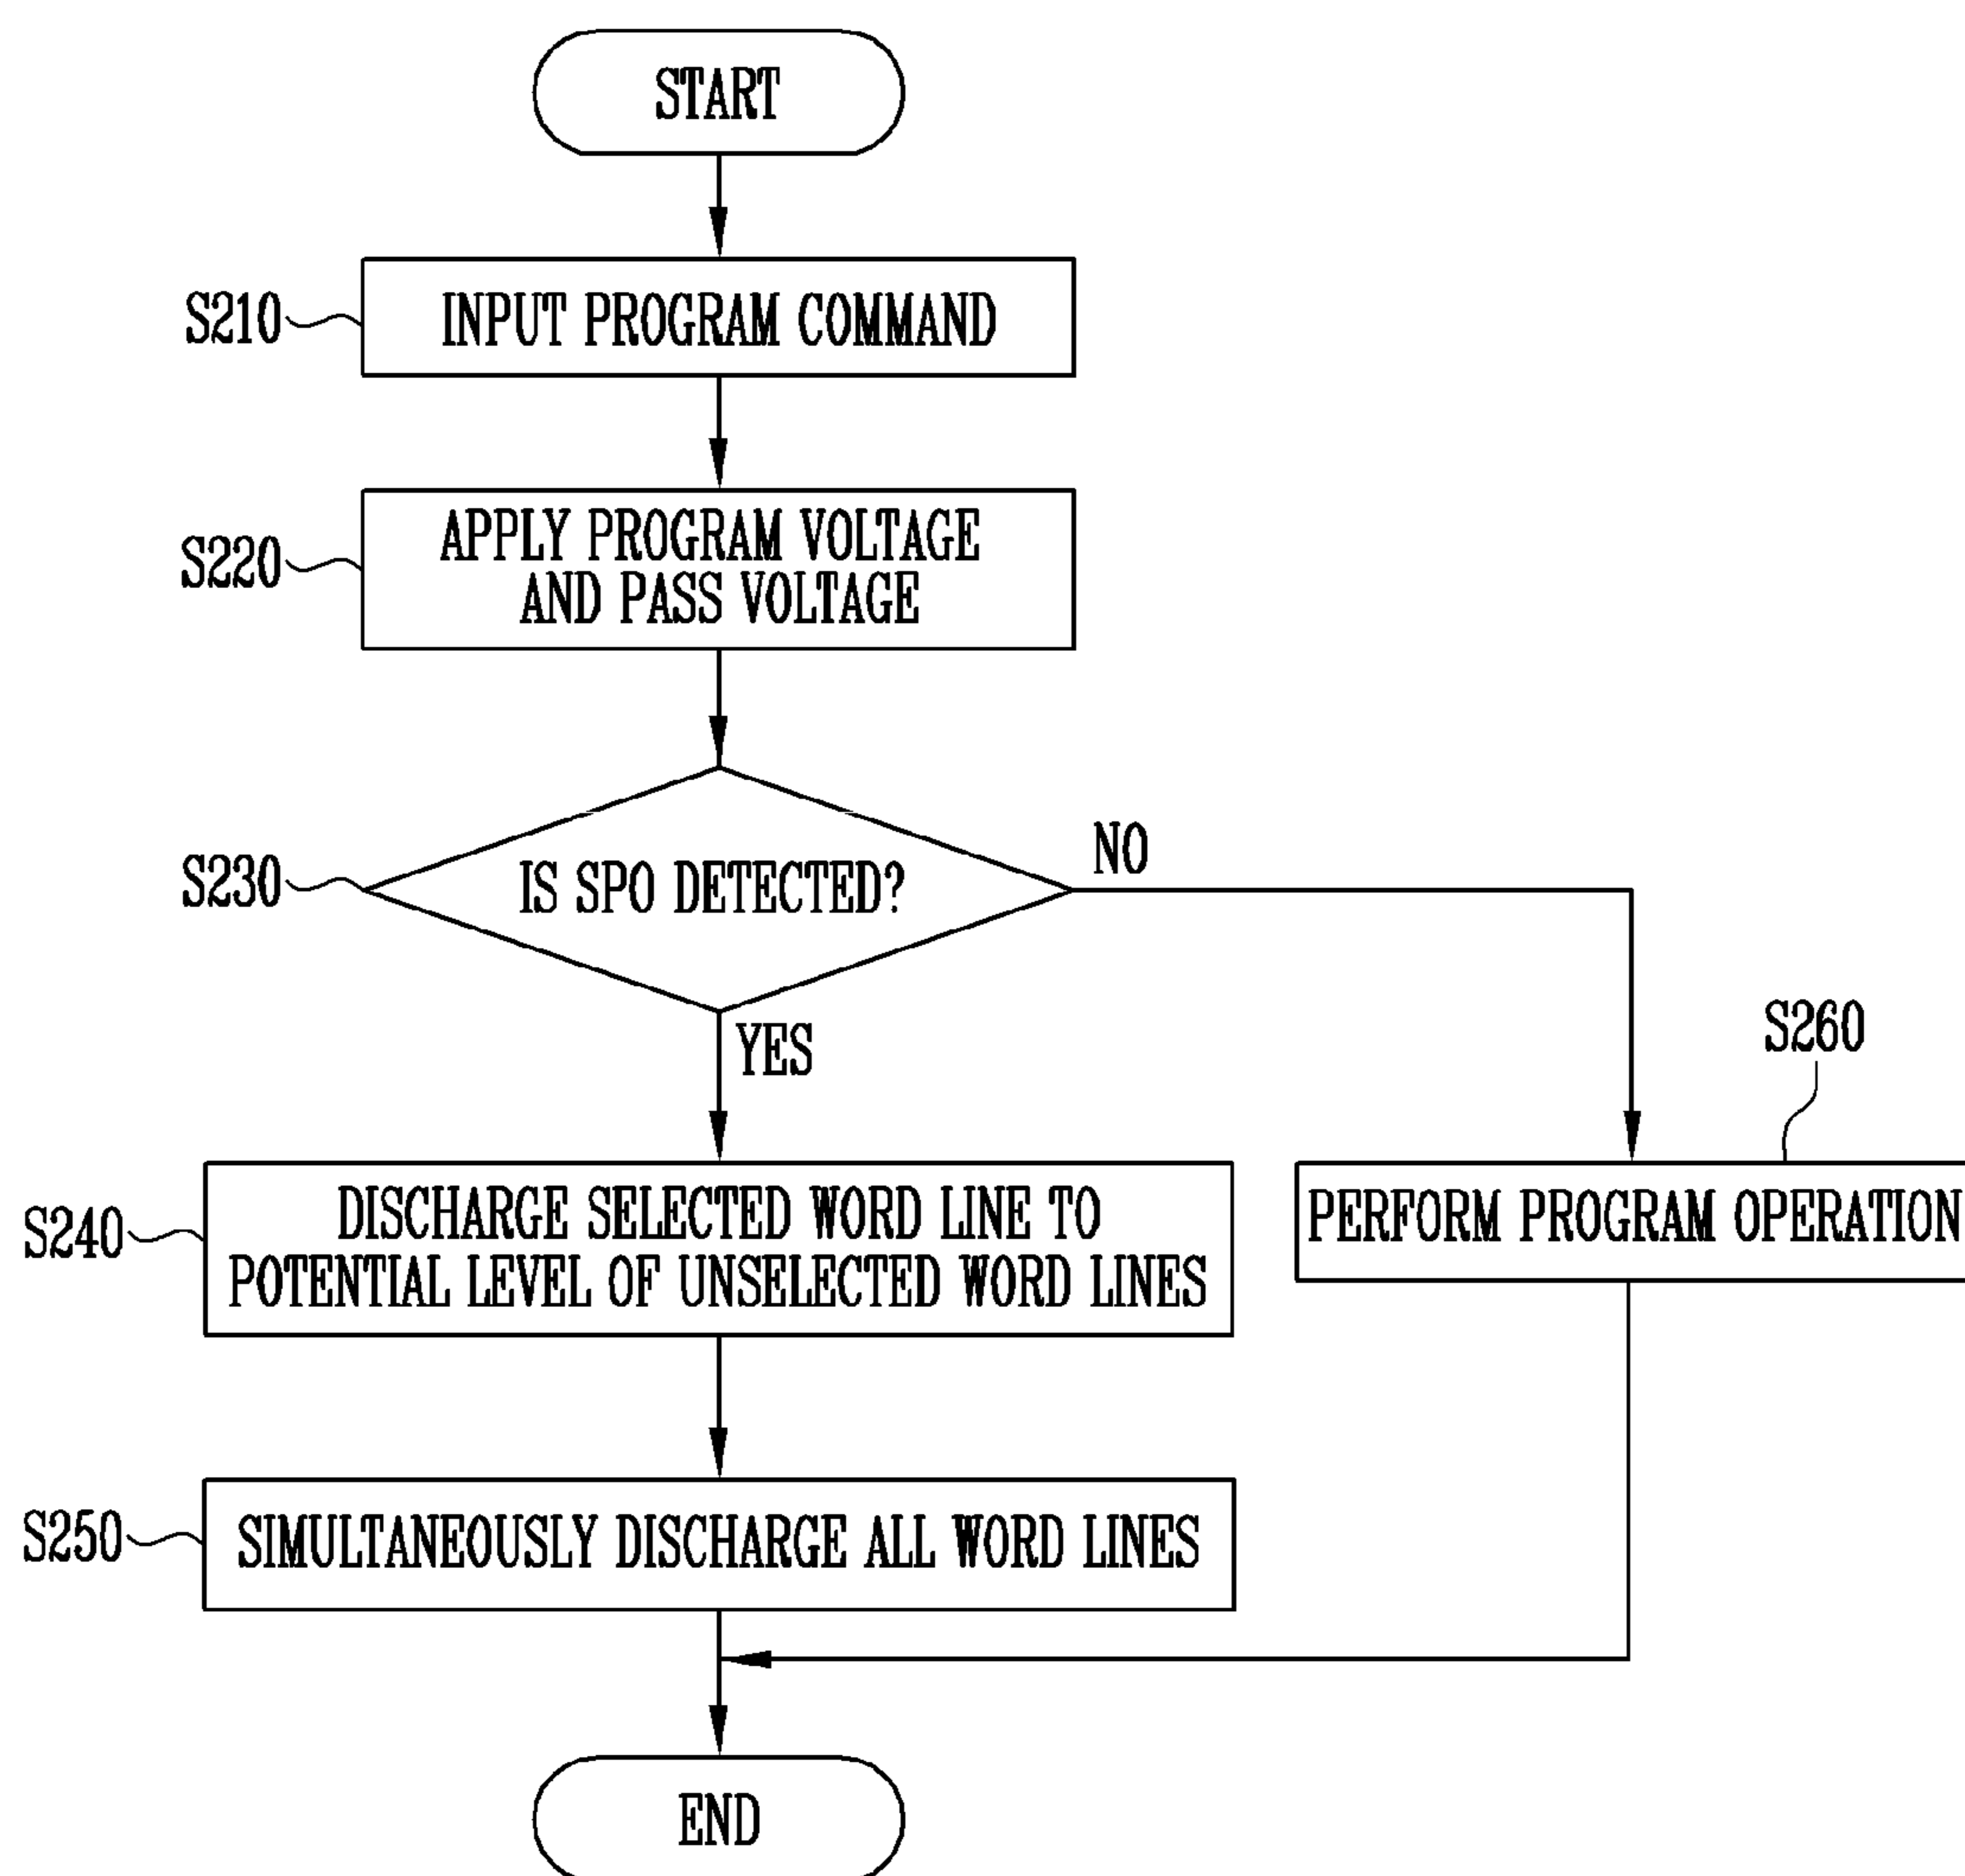 START
S210
INPUT PROGRAM COMMAND
S220
APPLY PROGRAM VOLTAGE
AND PASS VOLTAGE
S230
IS SPO DETECTED?
NO
YES
S260
S240
DISCHARGE SELECTED WORD LINE TO
POTENTIAL LEVEL OF UNSELECTED WORD LINES
PERFORM PROGRAM OPERATION
S250
SIMULTANEOUSLY DISCHARGE ALL WORD LINES
END